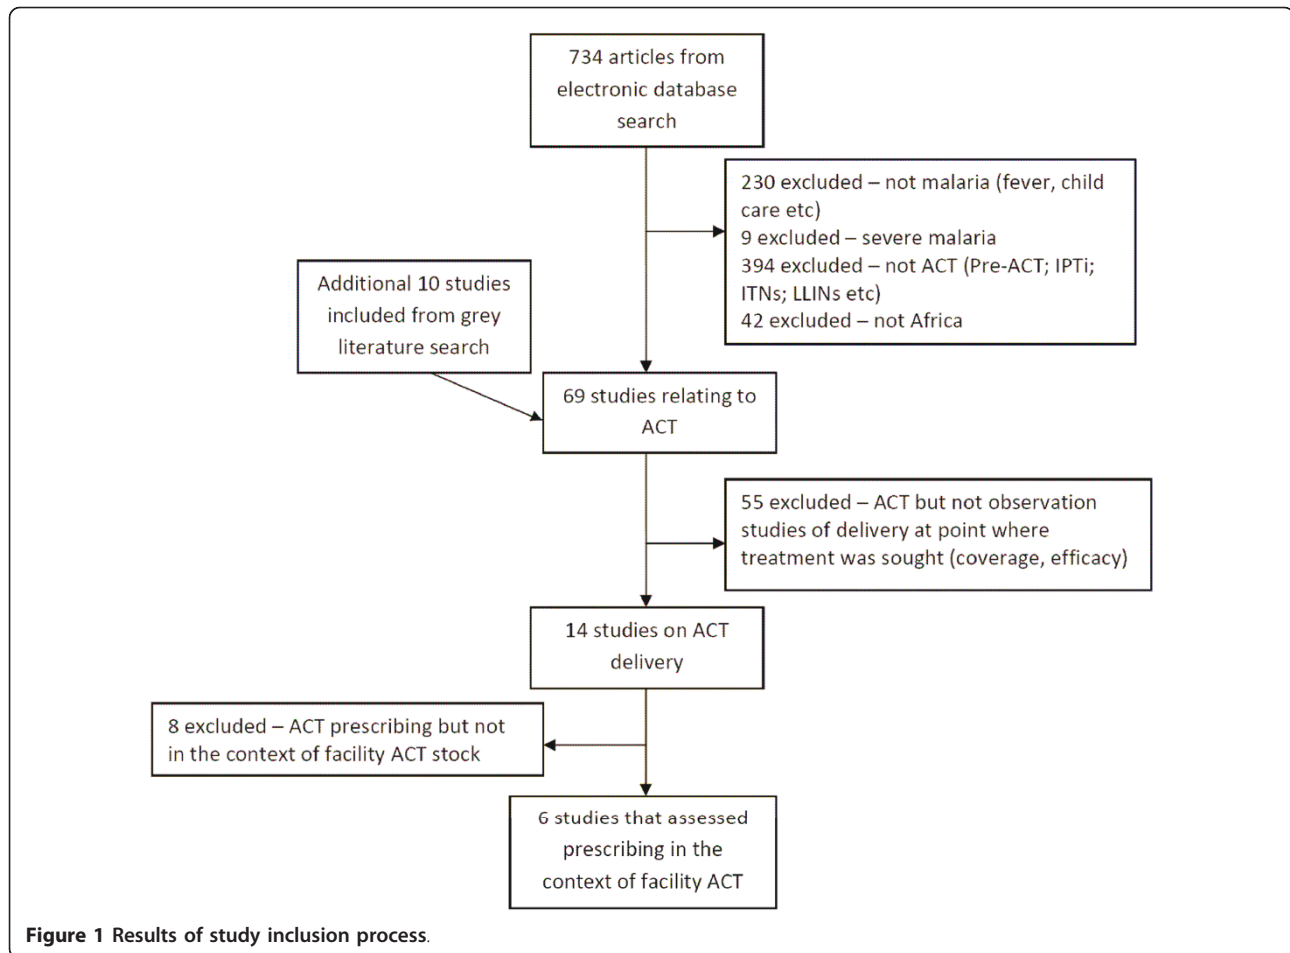 734 articles from
electronic database
search
230 excluded – not malaria (fever, child
care etc)
9 excluded – severe malaria
394 excluded – not ACT (Pre-ACT; IPTi;
ITNs; LLINs etc)
42 excluded – not Africa
Additional 10 studies
included from grey
literature search
69 studies relating to
ACT
55 excluded – ACT but not observation
studies of delivery at point where
treatment was sought (coverage, efficacy)
14 studies on ACT
delivery
8 excluded – ACT prescribing but not
in the context of facility ACT stock
6 studies that assessed
prescribing in the
context of facility ACT
Figure 1 Results of study inclusion process.